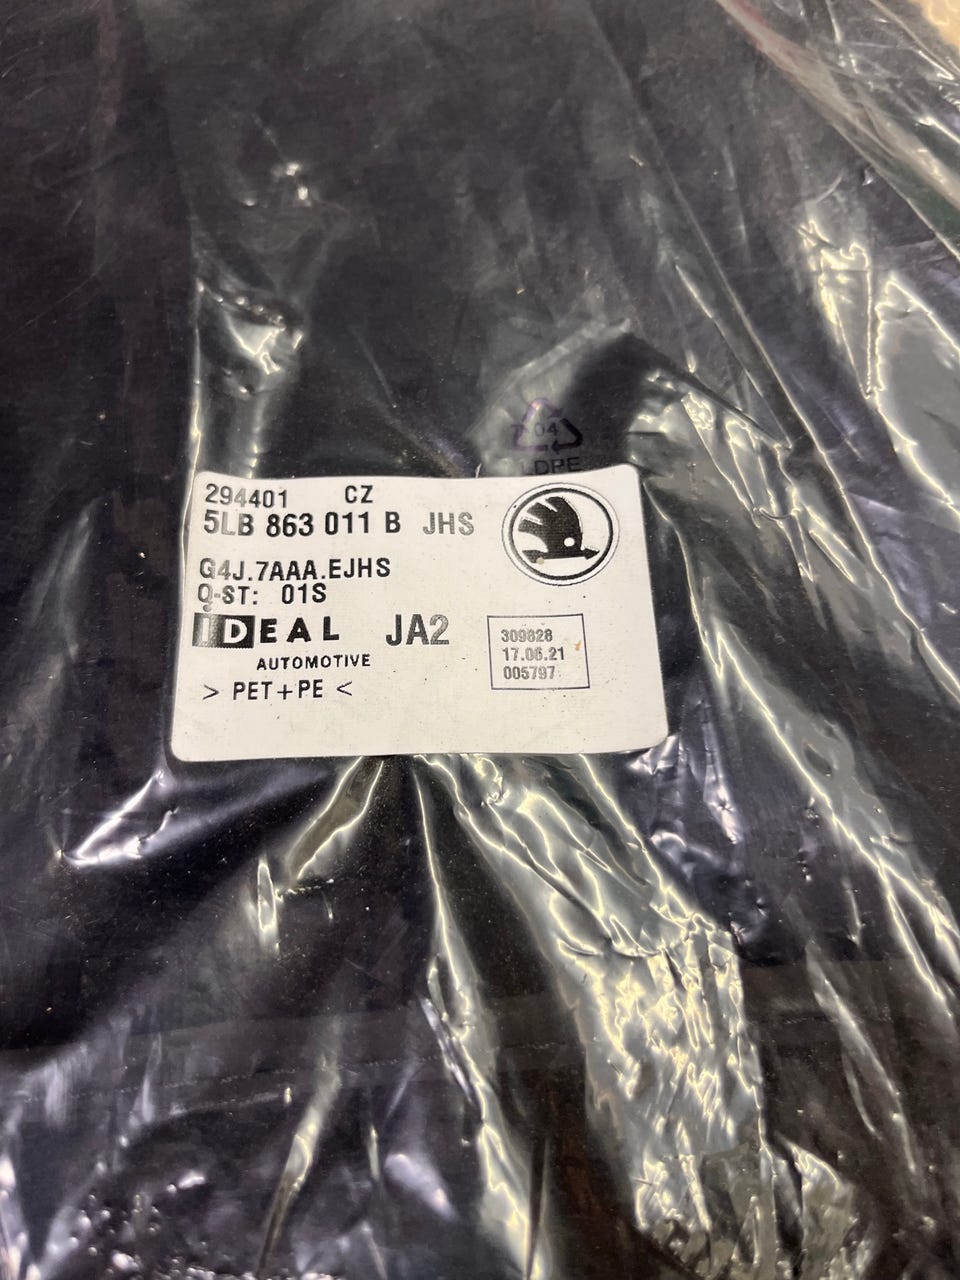 04
LDPE
294401 CZ
5LB 863 011 B JHS
G4J.7AAA.EJHS
Q-ST: 01S
IDEAL JA2
AUTOMOTIVE
> PET+PE <
309828
17.06.21
005797